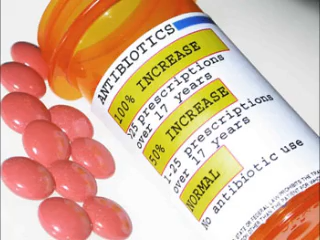 ANTIBIOTICS
100% INCREASE
>25 prescriptions
over 17 years
50% INCREASE
1-25 prescriptions
over 17 years
NORMAL
No antibiotic use